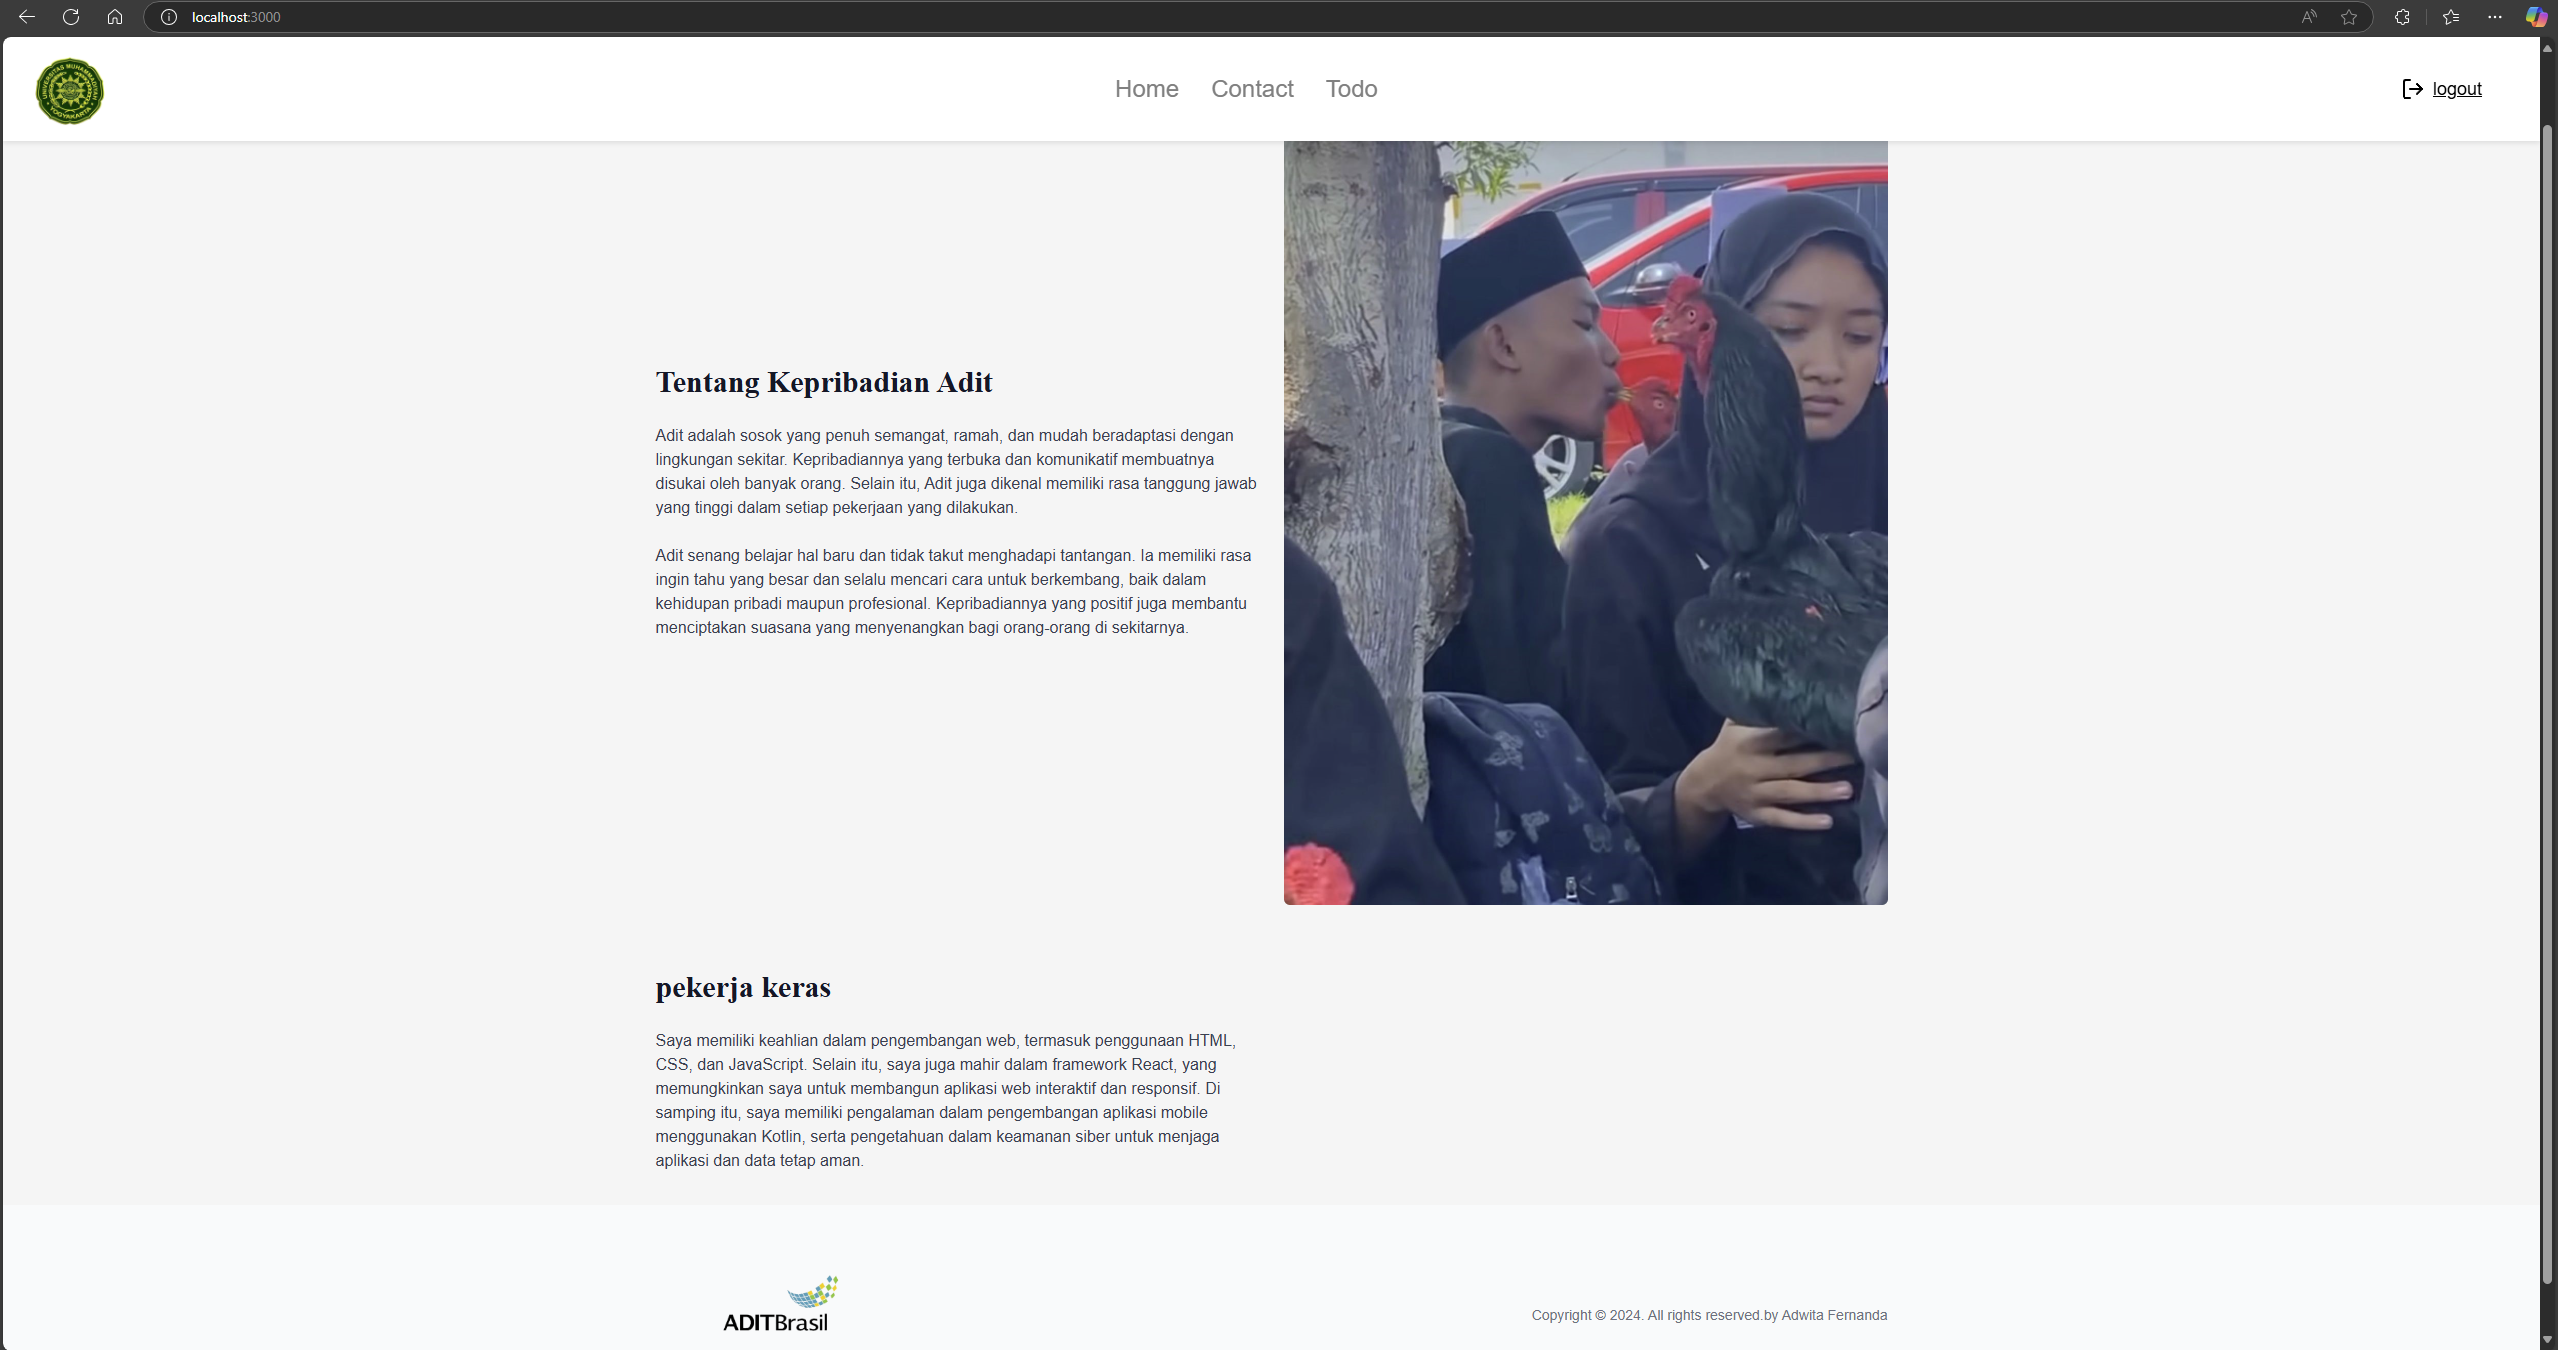 localhost:3000
UNIVERSITAS MUHAMMADIYAH
YOGYAKARTA
Home Contact Todo
logout
Tentang Kepribadian Adit
Adit adalah sosok yang penuh semangat, ramah, dan mudah beradaptasi dengan
lingkungan sekitar. Kepribadiannya yang terbuka dan komunikatif membuatnya
disukai oleh banyak orang. Selain itu, Adit juga dikenal memiliki rasa tanggung jawab
yang tinggi dalam setiap pekerjaan yang dilakukan.
Adit senang belajar hal baru dan tidak takut menghadapi tantangan. Ia memiliki rasa
ingin tahu yang besar dan selalu mencari cara untuk berkembang, baik dalam
kehidupan pribadi maupun profesional. Kepribadiannya yang positif juga membantu
menciptakan suasana yang menyenangkan bagi orang-orang di sekitarnya.
pekerja keras
Saya memiliki keahlian dalam pengembangan web, termasuk penggunaan HTML,
CSS, dan JavaScript. Selain itu, saya juga mahir dalam framework React, yang
memungkinkan saya untuk membangun aplikasi web interaktif dan responsif. Di
samping itu, saya memiliki pengalaman dalam pengembangan aplikasi mobile
menggunakan Kotlin, serta pengetahuan dalam keamanan siber untuk menjaga
aplikasi dan data tetap aman.
ADITBrasil
Copyright © 2024. All rights reserved.by Adwita Fernanda